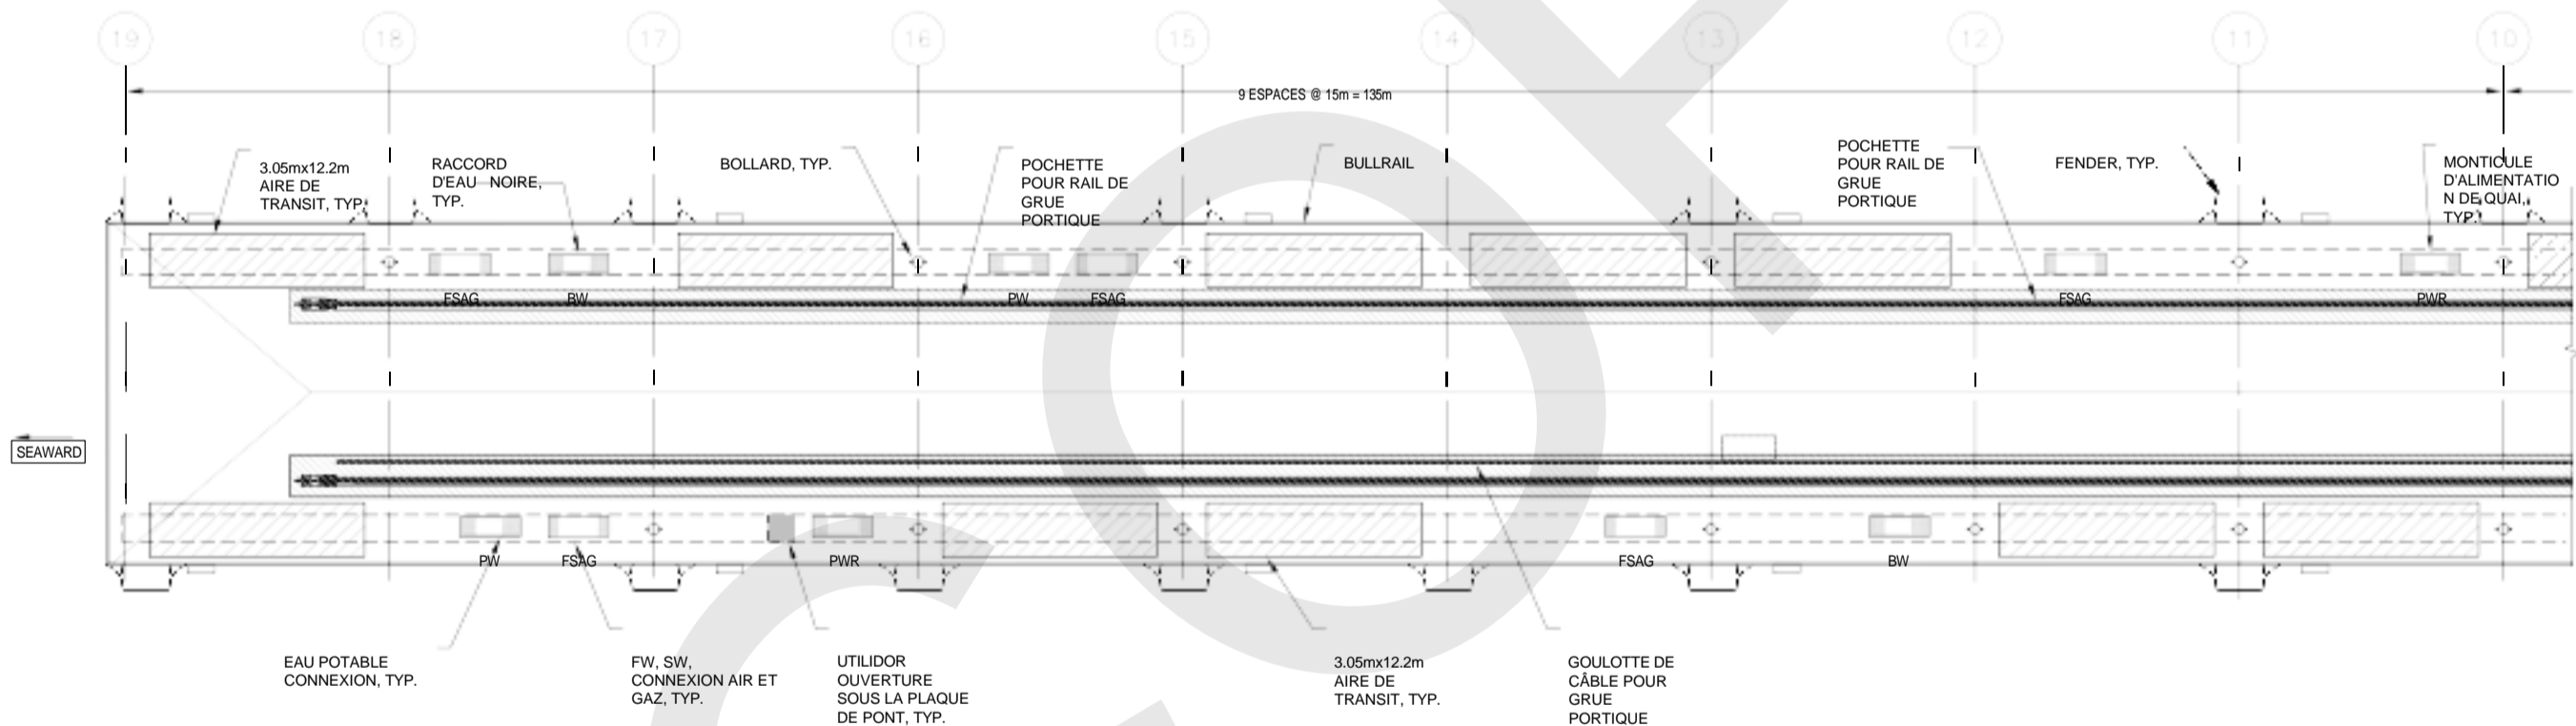 19 18 17 16 15 14 13 12 11 10
9 ESPACES @ 15m = 135m
3.05mx12.2m
AIRE DE
TRANSIT, TYP.
RACCORD
D'EAU NOIRE,
TYP.
BOLLARD, TYP.
POCHETTE
POUR RAIL DE
GRUE
PORTIQUE
BULLRAIL
POCHETTE
POUR RAIL DE
GRUE
PORTIQUE
FENDER, TYP.
MONTICULE
D'ALIMENTATIO
N DE QUAI,
TYP.
FSAG BW PW FSAG FSAG PWR
SEAWARD
PW FSAG PWR FSAG BW
EAU POTABLE
CONNEXION, TYP.
FW, SW,
CONNEXION AIR ET
GAZ, TYP.
UTILIDOR
OUVERTURE
SOUS LA PLAQUE
DE PONT, TYP.
3.05mx12.2m
AIRE DE
TRANSIT, TYP.
GOULOTTE DE
CÂBLE POUR
GRUE
PORTIQUE